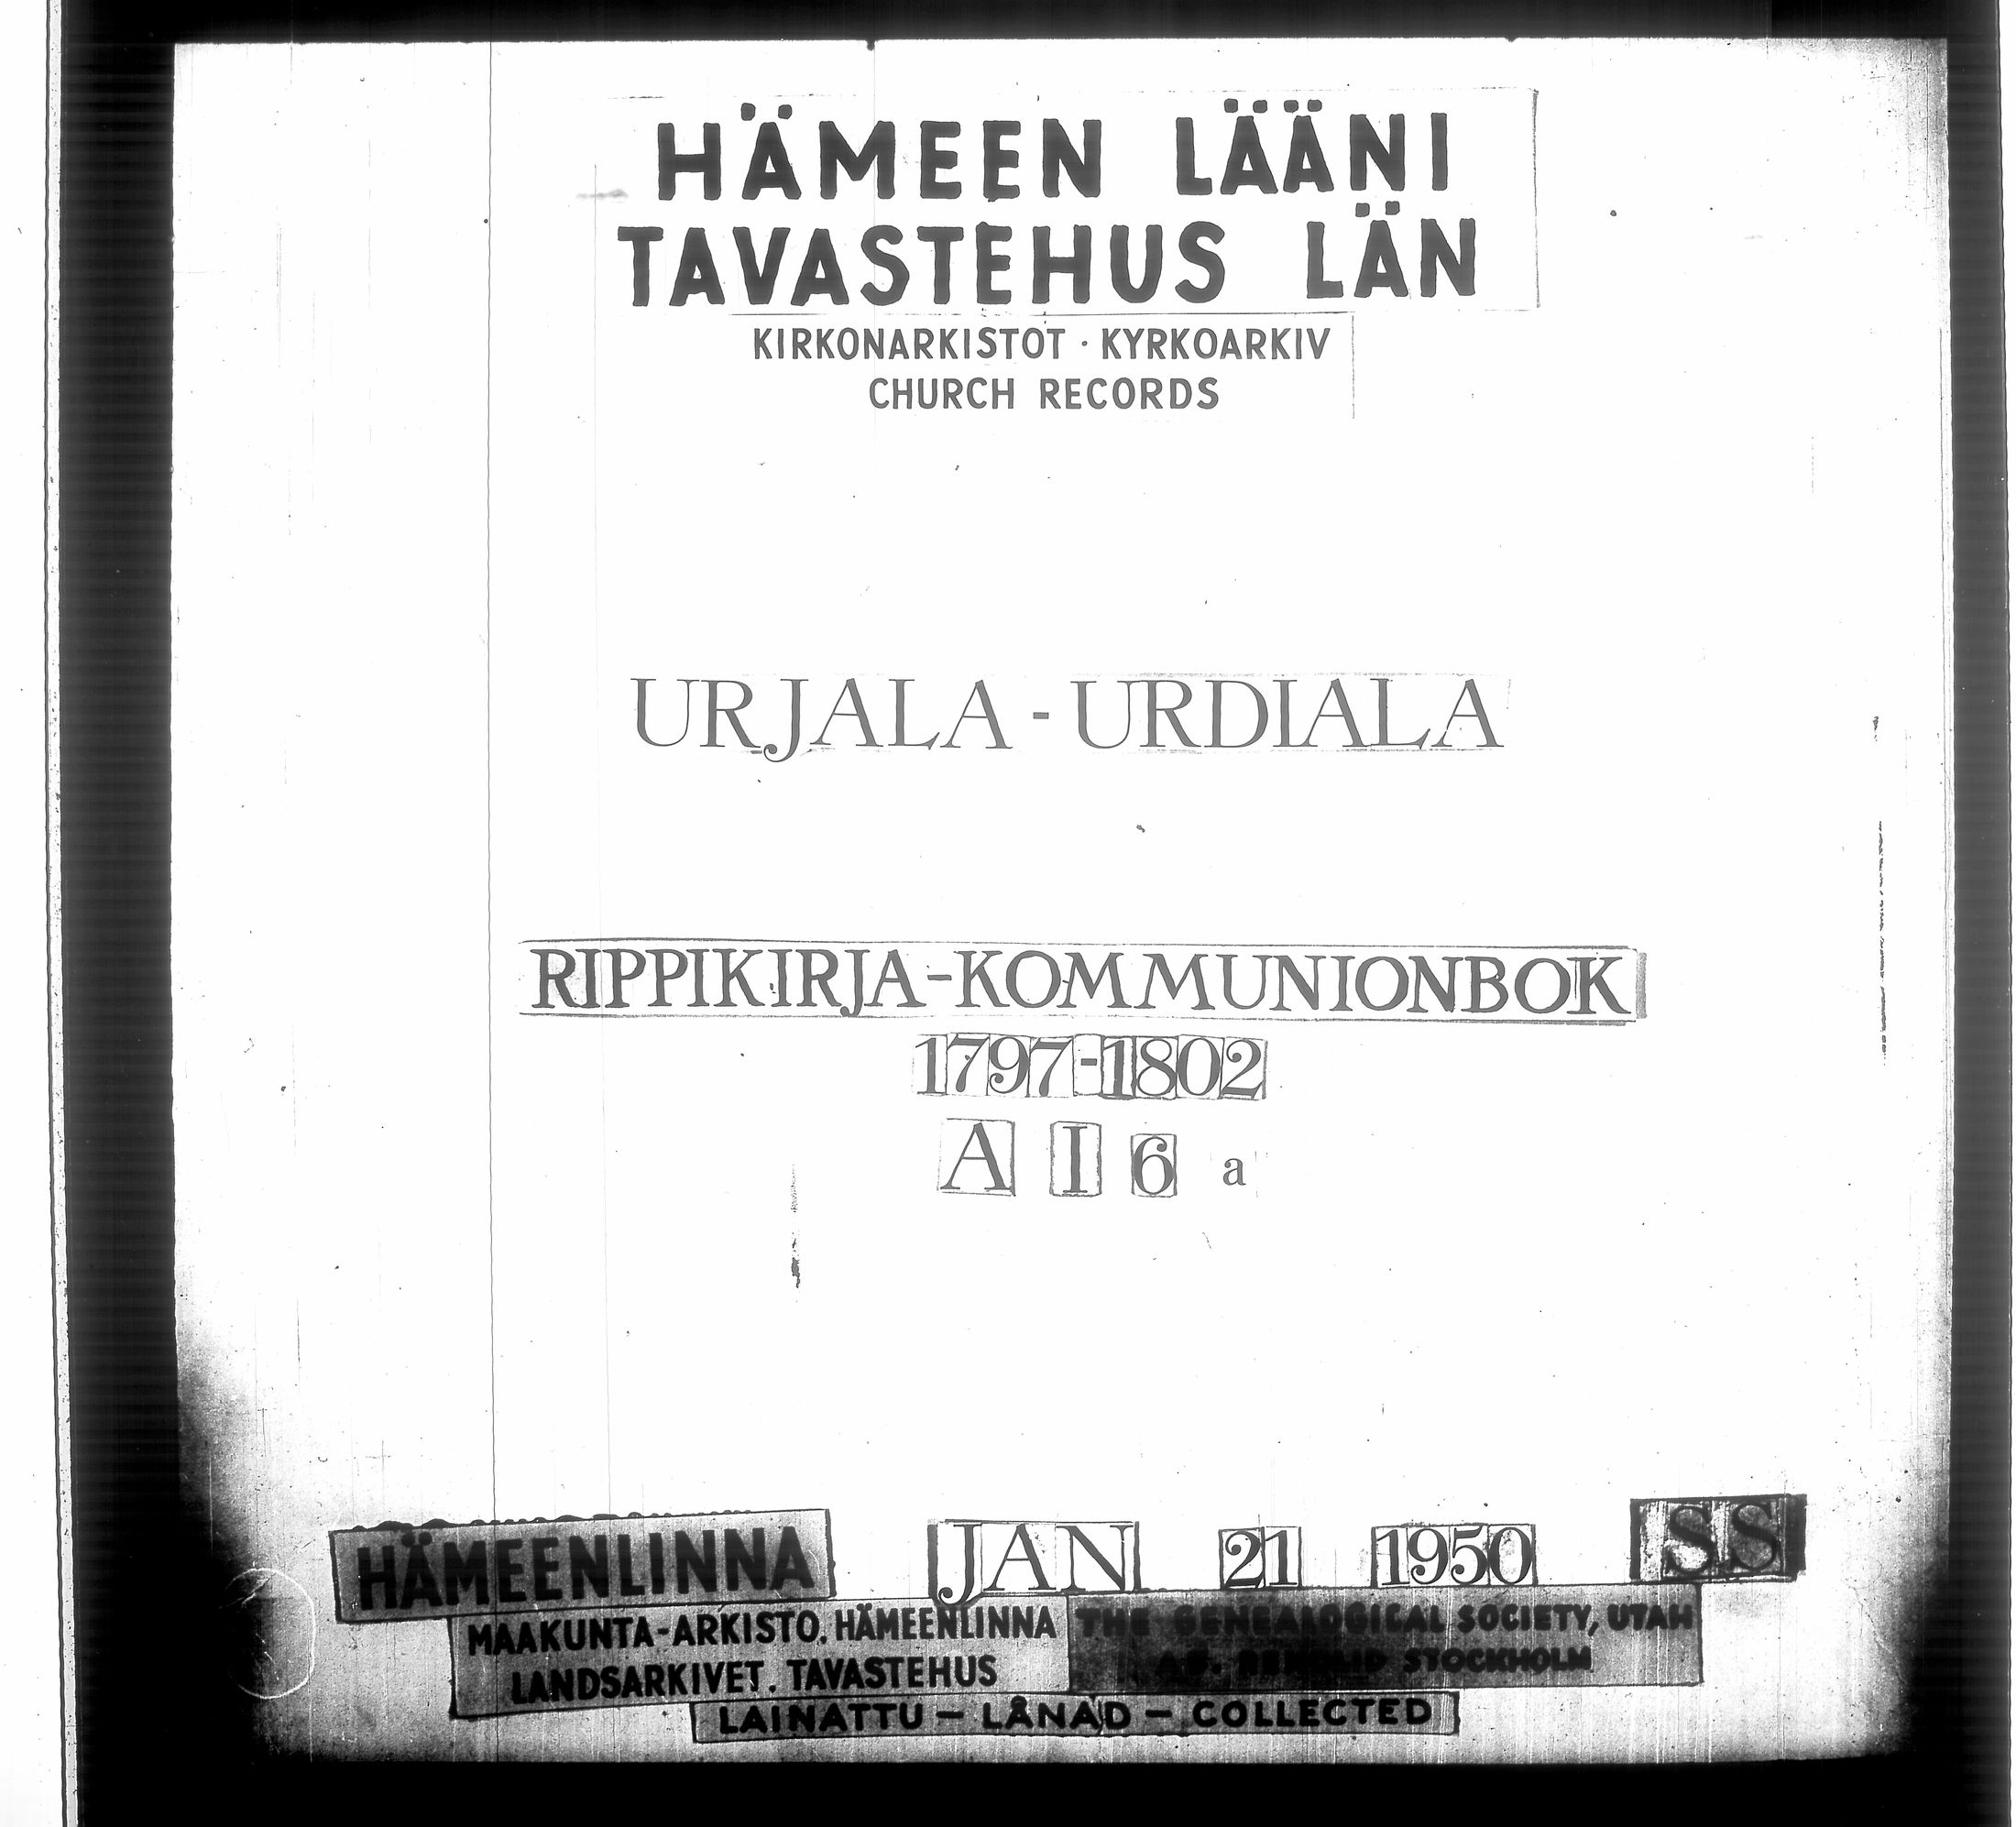 HÄMEEN LÄÄNI
TAVASTEHUS LÄN
KIRKONARKISTOT · KYRKOARKIV
CHURCH RECORDS
URJALA - URDIALA
RIPPIKIRJA-KOMMUNIONBOK
1797-1802
A I 6 a
HÄMEENLINNA JAN 21 1950 SS
MAAKUNTA-ARKISTO. HÄMEENLINNA
LANDSARKIVET. TAVASTEHUS
THE GENEALOGICAL SOCIETY, UTAH
STOCKHOLM
LAINATTU - LÅNAD - COLLECTED